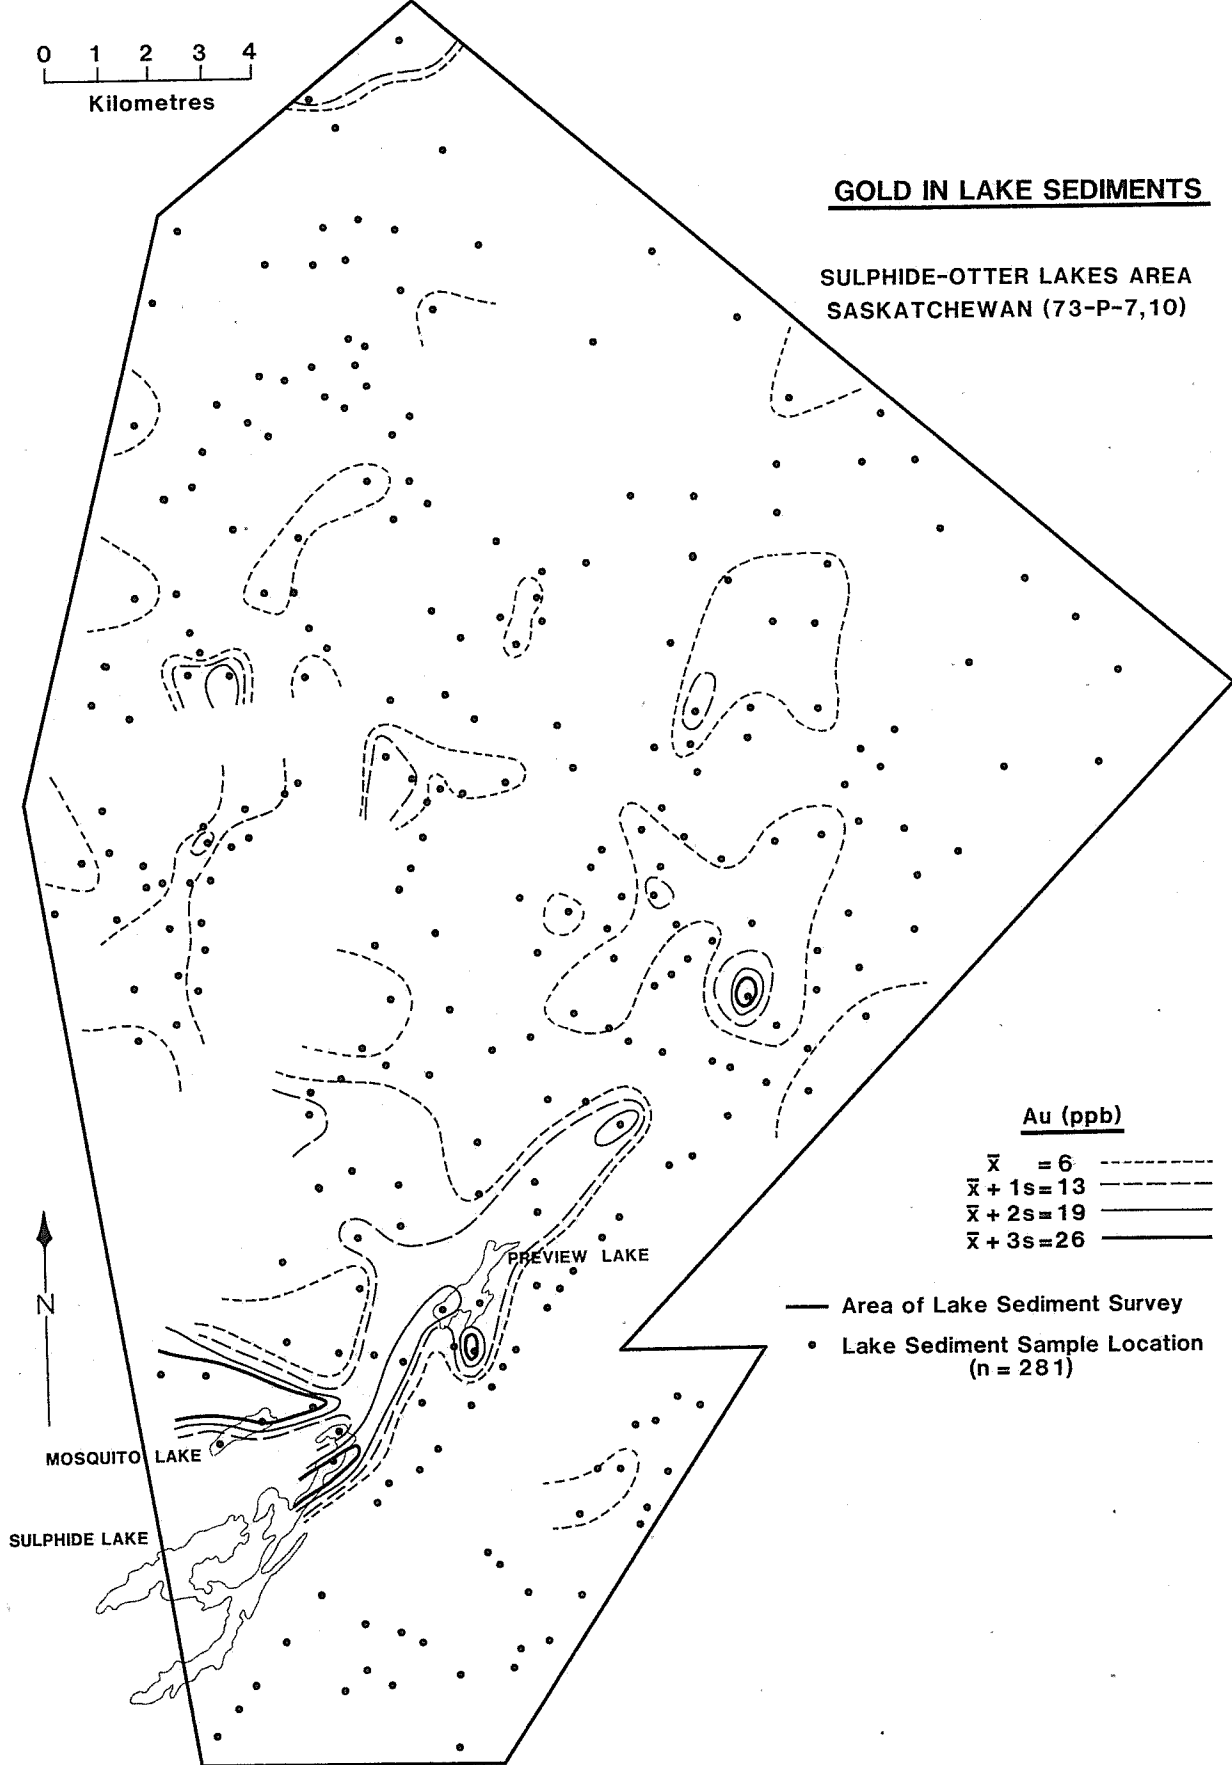 0 1 2 3 4
Kilometres
GOLD IN LAKE SEDIMENTS
SULPHIDE-OTTER LAKES AREA
SASKATCHEWAN (73-P-7,10)
Au (ppb)
x̄ = 6
x̄ + 1s = 13
x̄ + 2s = 19
x̄ + 3s = 26
PREVIEW LAKE
N
Area of Lake Sediment Survey
Lake Sediment Sample Location
(n = 281)
MOSQUITO LAKE
SULPHIDE LAKE